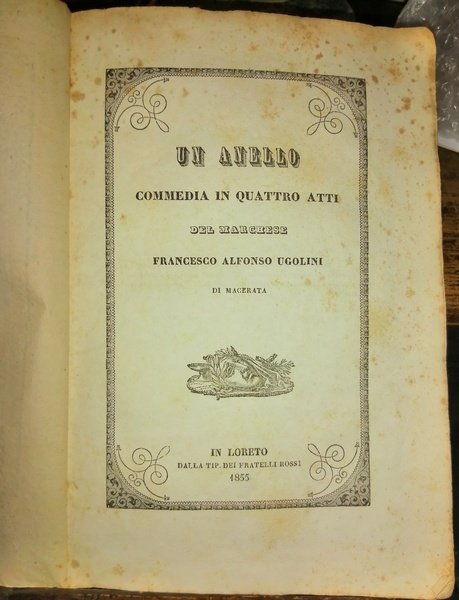 UN ANELLO
COMMEDIA IN QUATTRO ATTI
DEL MARCHESE
FRANCESCO ALFONSO UGOLINI
DI MACERATA
IN LORETO
DALLA TIP. DEI FRATELLI ROSSI
1855